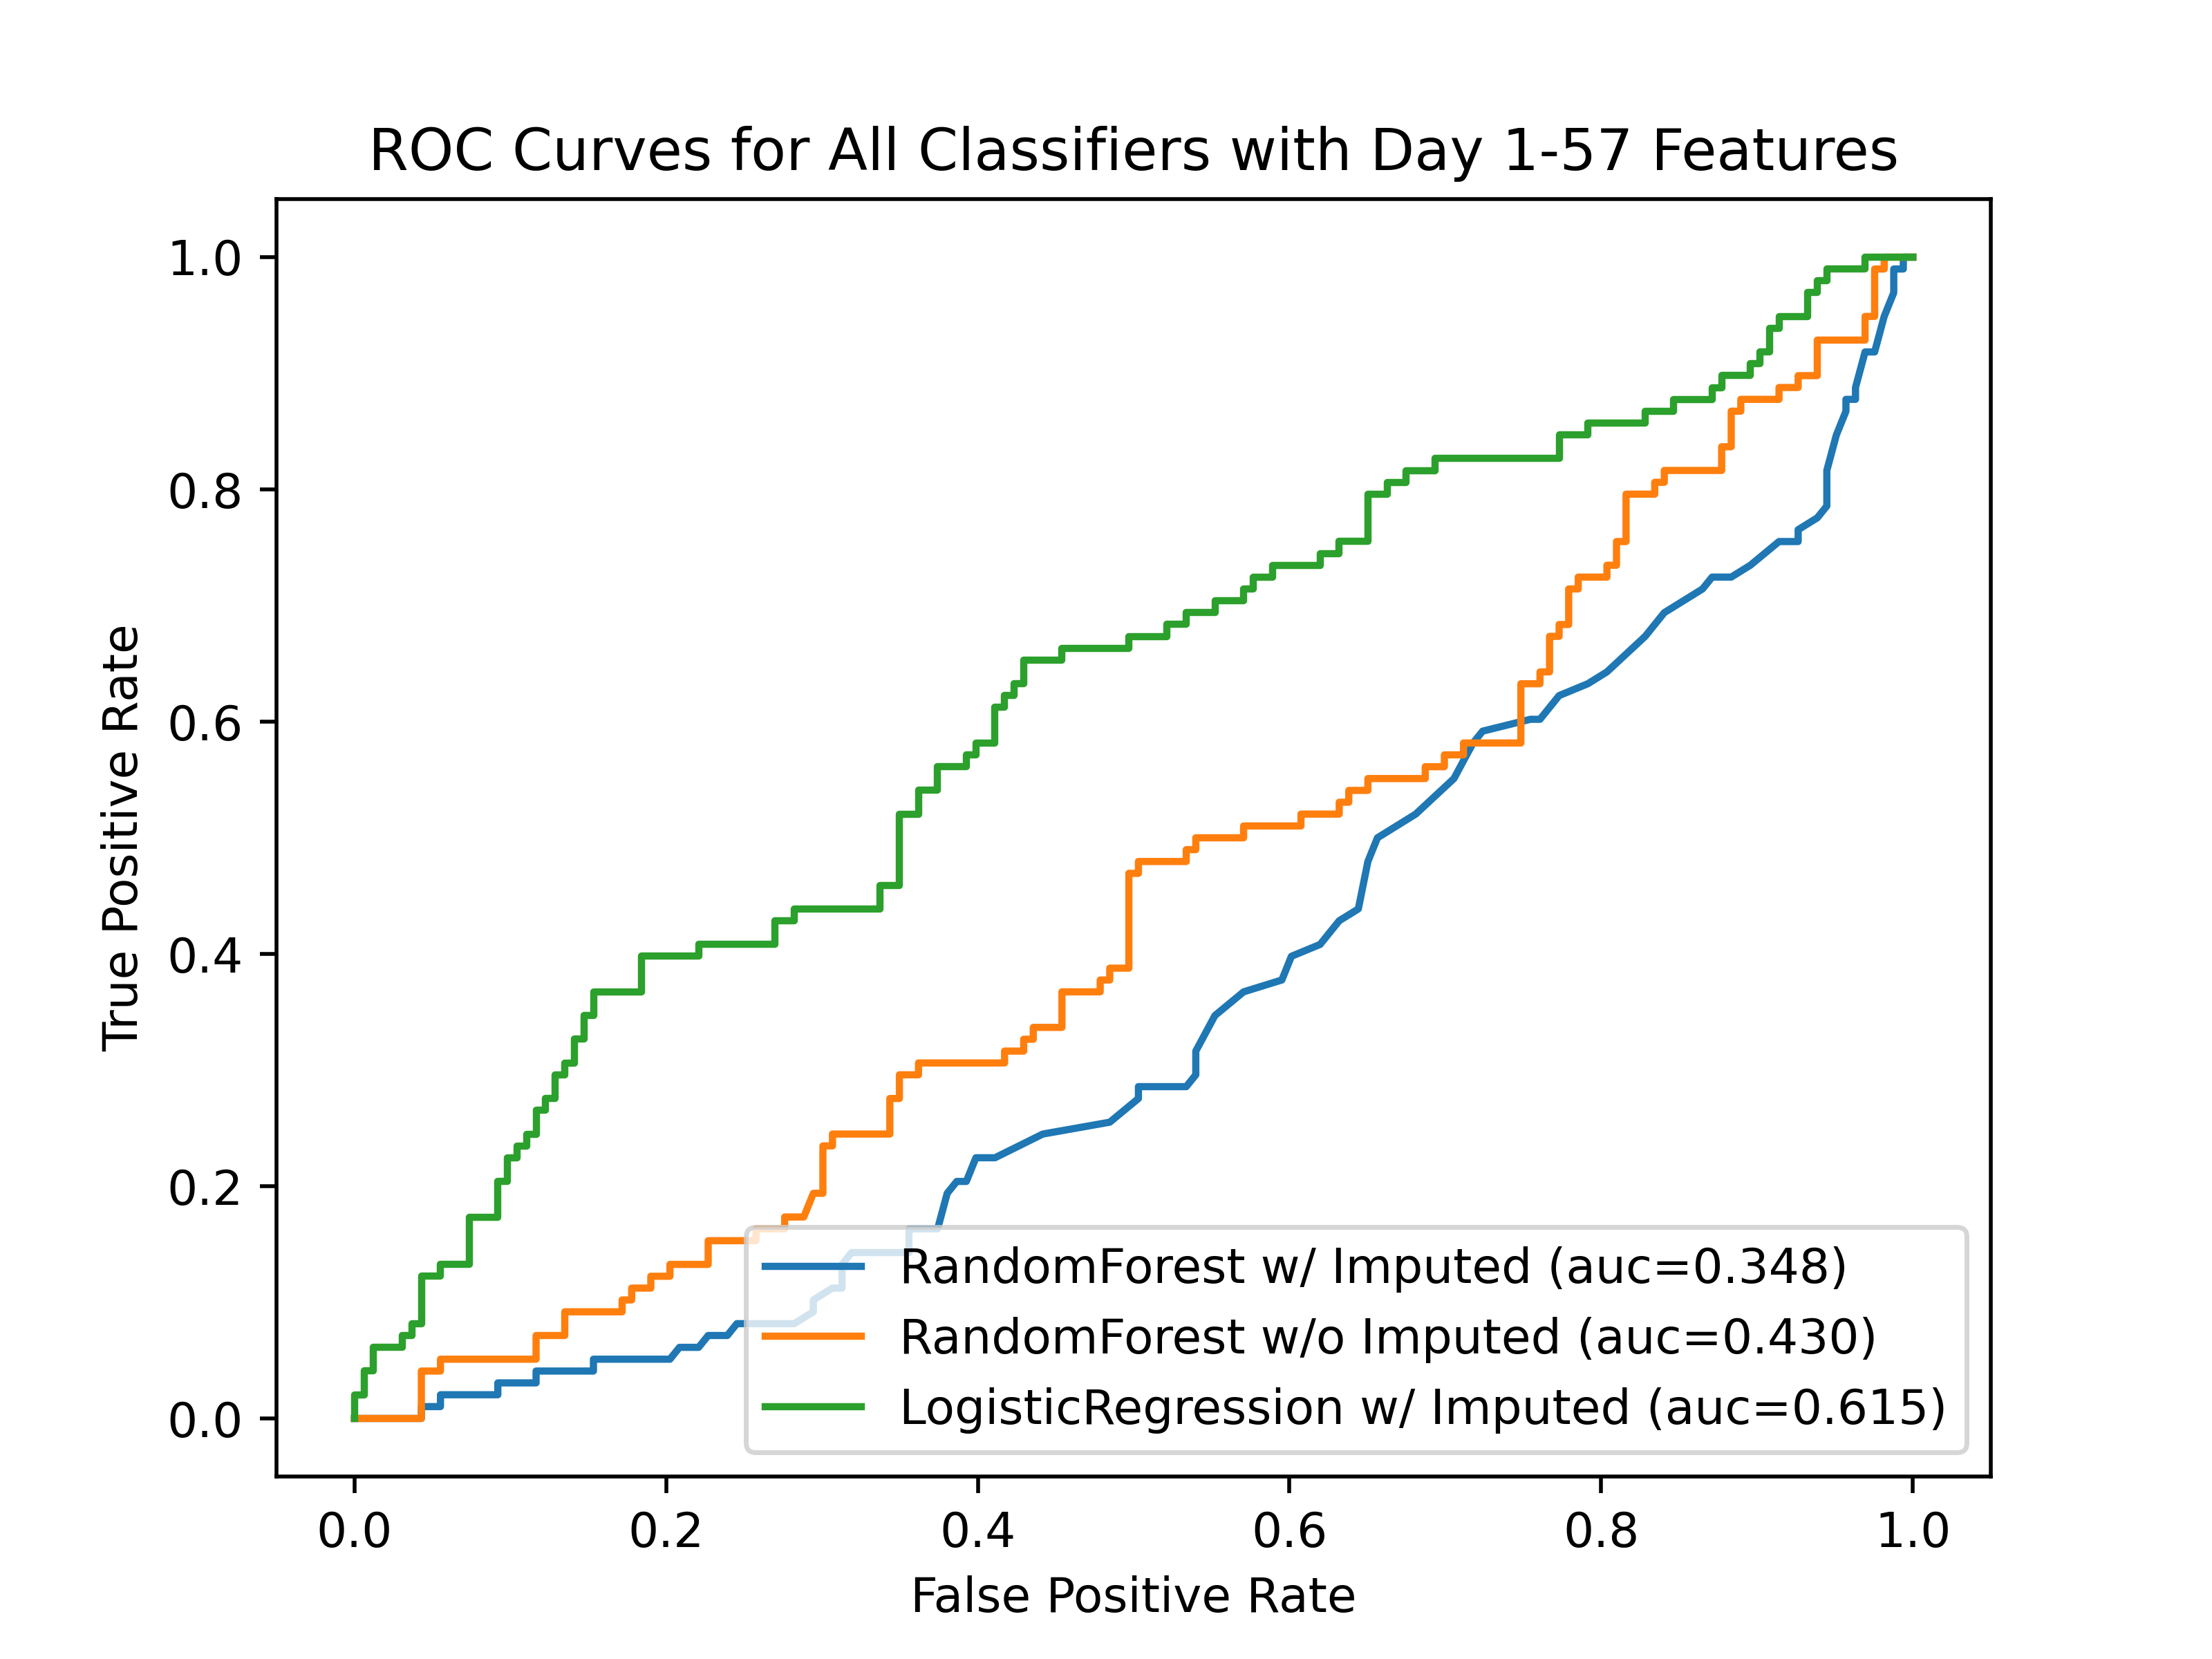 ROC Curves for All Classifiers with Day 1-57 Features
1.0
0.8
0.6
0.4
0.2
0.0
True Positive Rate
RandomForest w/ Imputed (auc=0.348)
RandomForest w/o Imputed (auc=0.430)
LogisticRegression w/ Imputed (auc=0.615)
0.0 0.2 0.4 0.6 0.8 1.0
False Positive Rate